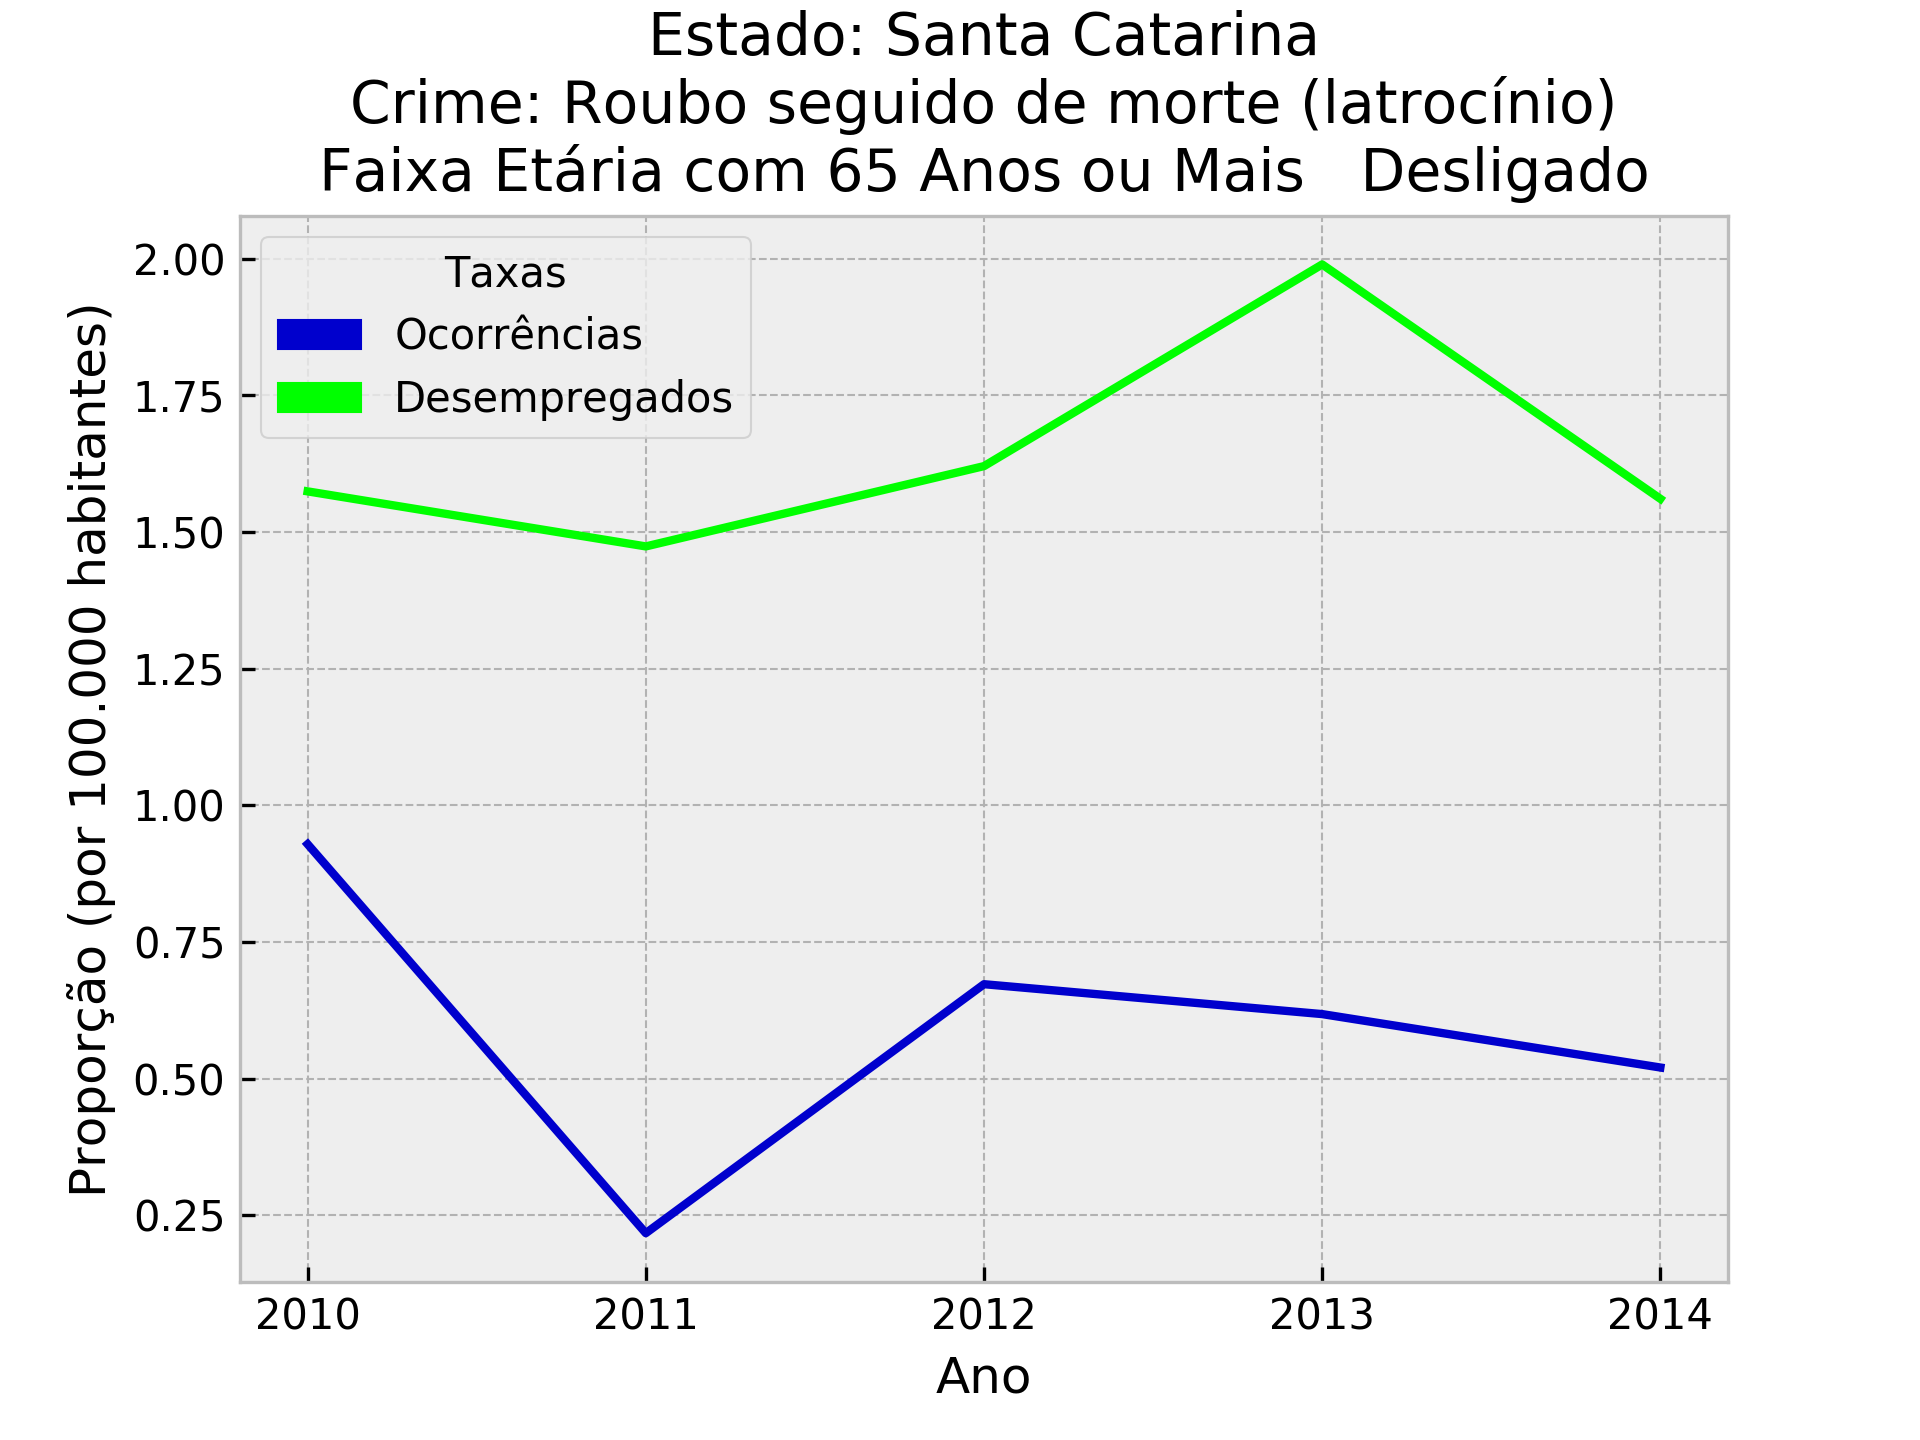 Estado: Santa Catarina
Crime: Roubo seguido de morte (latrocínio)
Faixa Etária com 65 Anos ou Mais   Desligado
Proporção (por 100.000 habitantes)
2.00
1.75
1.50
1.25
1.00
0.75
0.50
0.25
Taxas
Ocorrências
Desempregados
2010 2011 2012 2013 2014
Ano